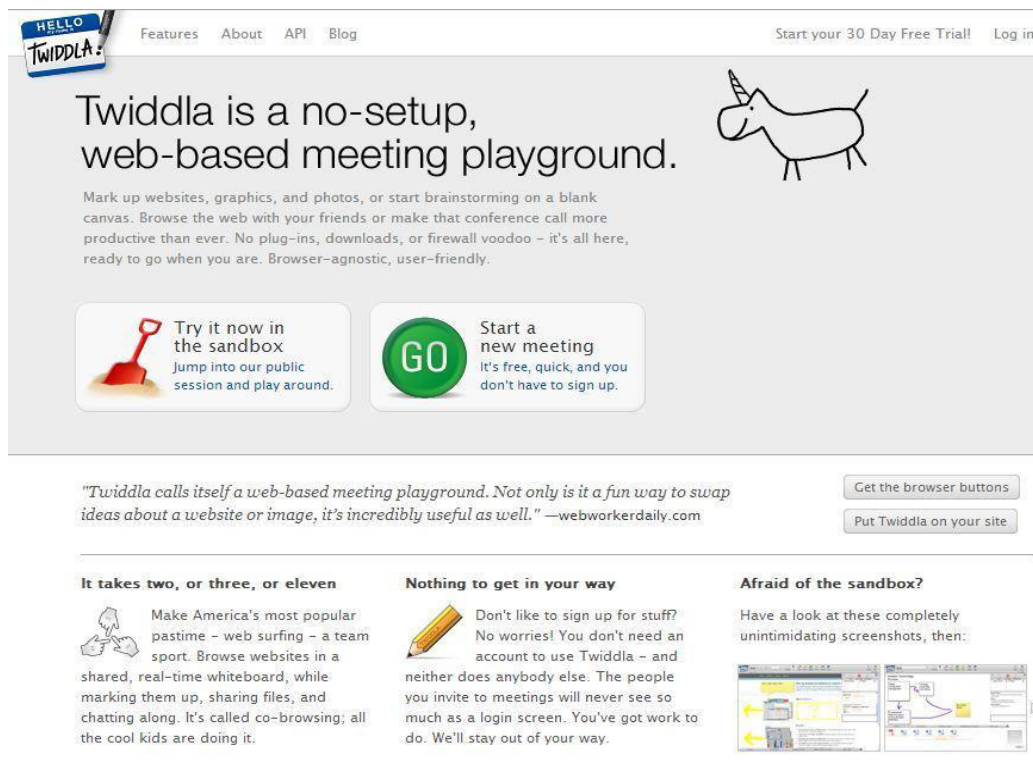 HELLO
TWIDDLA!
Features About API Blog
Start your 30 Day Free Trial! Log in
Twiddla is a no-setup,
web-based meeting playground.
Mark up websites, graphics, and photos, or start brainstorming on a blank
canvas. Browse the web with your friends or make that conference call more
productive than ever. No plug-ins, downloads, or firewall voodoo – it's all here,
ready to go when you are. Browser-agnostic, user-friendly.
Try it now in
the sandbox
Jump into our public
session and play around.
GO
Start a
new meeting
It's free, quick, and you
don't have to sign up.
"Twiddla calls itself a web-based meeting playground. Not only is it a fun way to swap
ideas about a website or image, it's incredibly useful as well." —webworkerdaily.com
Get the browser buttons
Put Twiddla on your site
It takes two, or three, or eleven
Make America's most popular
pastime – web surfing – a team
sport. Browse websites in a
shared, real-time whiteboard, while
marking them up, sharing files, and
chatting along. It's called co-browsing; all
the cool kids are doing it.
Nothing to get in your way
Don't like to sign up for stuff?
No worries! You don't need an
account to use Twiddla – and
neither does anybody else. The people
you invite to meetings will never see so
much as a login screen. You've got work to
do. We'll stay out of your way.
Afraid of the sandbox?
Have a look at these completely
unintimidating screenshots, then: